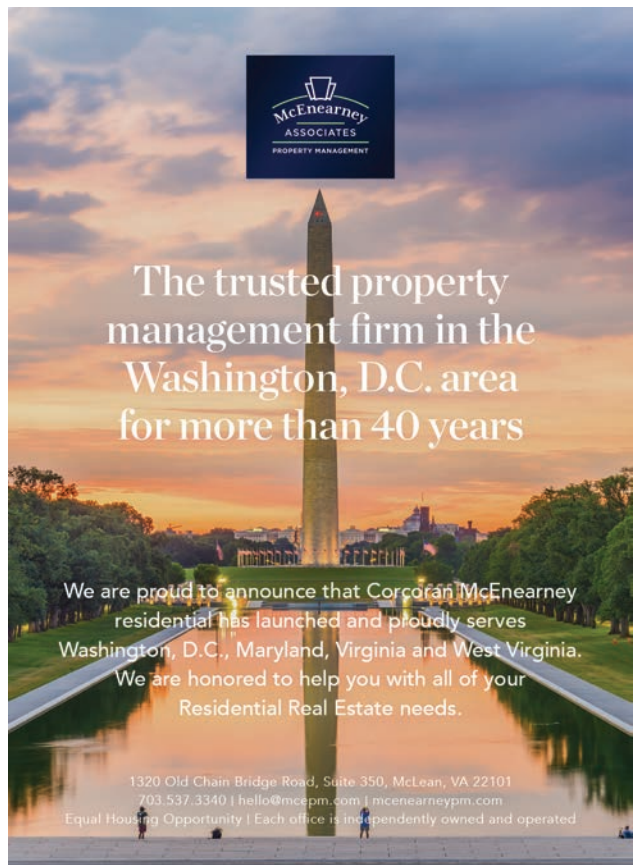 McEnearney
ASSOCIATES
PROPERTY MANAGEMENT
The trusted property
management firm in the
Washington, D.C. area
for more than 40 years
We are proud to announce that Corcoran McEnearney
residential has launched and proudly serves
Washington, D.C., Maryland, Virginia and West Virginia.
We are honored to help you with all of your
Residential Real Estate needs.
1320 Old Chain Bridge Road, Suite 350, McLean, VA 22101
703.537.3340 | hello@mcepm.com | mcenearneypm.com
Equal Housing Opportunity | Each office is independently owned and operated